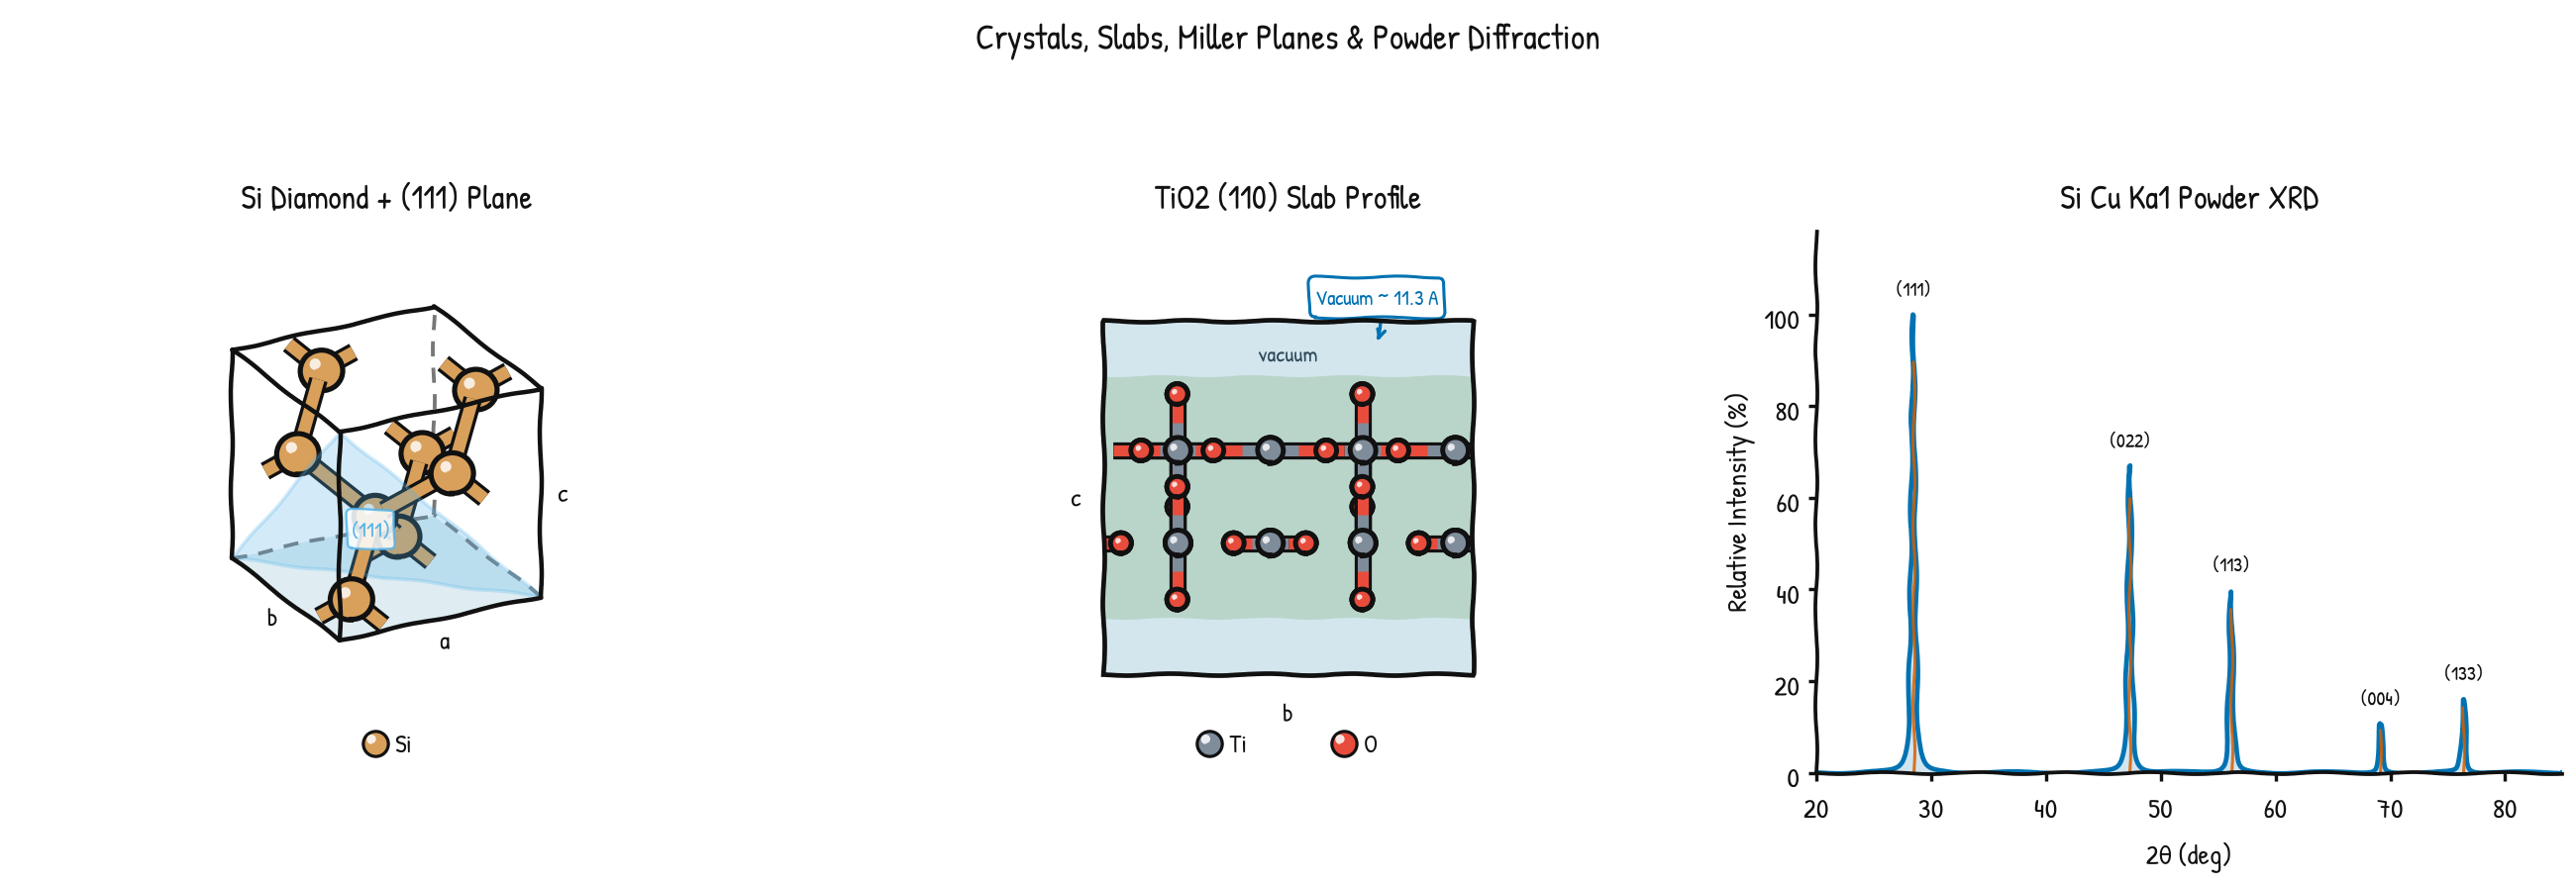 Crystals, Slabs, Miller Planes & Powder Diffraction
Si Diamond + (111) Plane
(111)
c
b
a
Si
TiO2 (110) Slab Profile
Vacuum ~ 11.3 A
vacuum
c
b
Ti
O
Si Cu Ka1 Powder XRD
(111)
(022)
(113)
(004)
(133)
Relative Intensity (%)
100
80
60
40
20
0
20 30 40 50 60 70 80
2θ (deg)